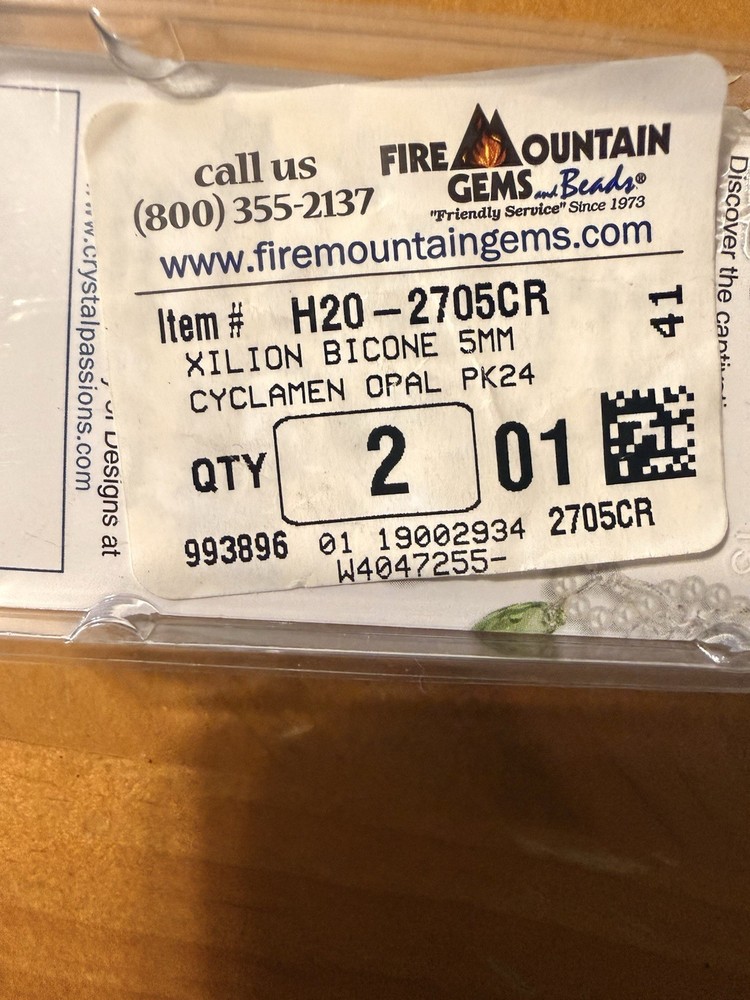 call us
(800) 355-2137
FIRE MOUNTAIN
GEMS and Beads®
"Friendly Service" Since 1973
www.firemountaingems.com
Item # H20-2705CR
41
XILION BICONE 5MM
CYCLAMEN OPAL PK24
QTY 2 01
993896 01 19002934 2705CR
W4047255-
www.crystalpassions.com
Designs at
Discover the